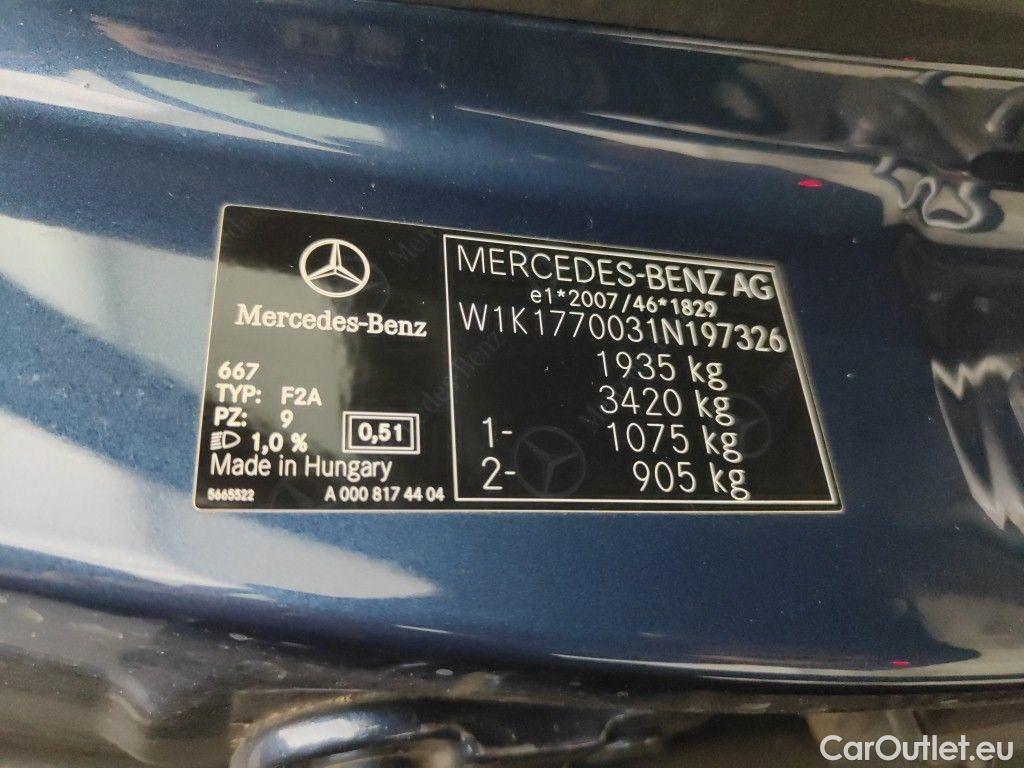 Mercedes-Benz
667
TYP: F2A
PZ: 9
1,0 %
0,51
Made in Hungary
5665522 A 000 817 44 04
MERCEDES-BENZ AG
e1*2007/46*1829
W1K1770031N197326
1935 kg
3420 kg
1- 1075 kg
2- 905 kg
CarOutlet.eu